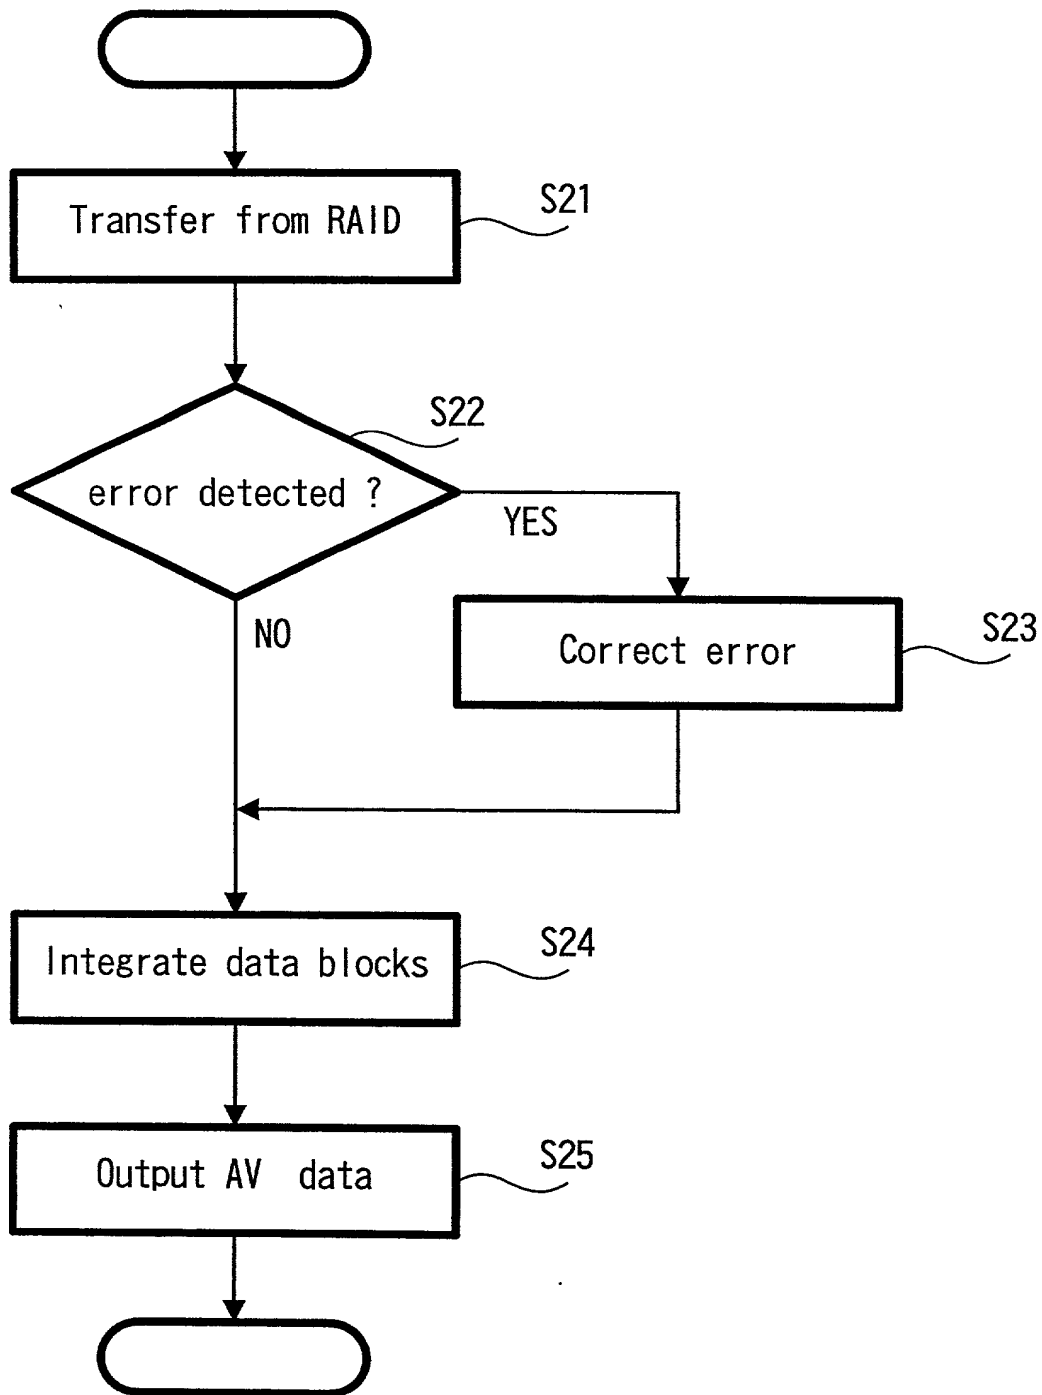 Transfer from RAID
S21
error detected ?
S22
YES
NO
Correct error
S23
Integrate data blocks
S24
Output AV data
S25